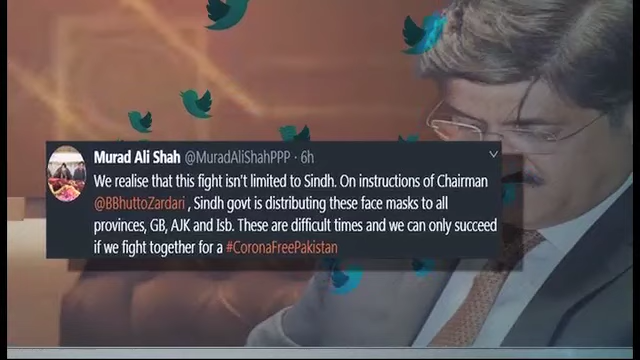 Murad Ali Shah @MuradAliShahPPP · 6h
We realise that this fight isn't limited to Sindh. On instructions of Chairman
@BBhuttoZardari , Sindh govt is distributing these face masks to all
provinces, GB, AJK and Isb. These are difficult times and we can only succeed
if we fight together for a #CoronaFreePakistan